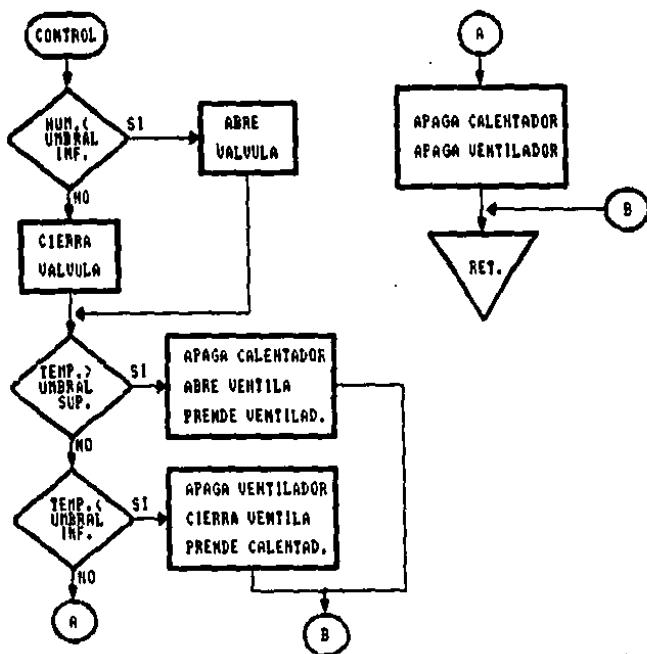 CONTROL
NUM.<
UMBRAL
INF.
SI
ABRE
VALVULA
NO
CIERRA
VALVULA
TEMP.>
UMBRAL
SUP.
SI
APAGA CALENTADOR
ABRE VENTILA
PRENDE VENTILAD.
NO
TEMP.<
UMBRAL
INF.
SI
APAGA VENTILADOR
CIERRA VENTILA
PRENDE CALENTAD.
NO
A
B
A
APAGA CALENTADOR
APAGA VENTILADOR
B
RET.